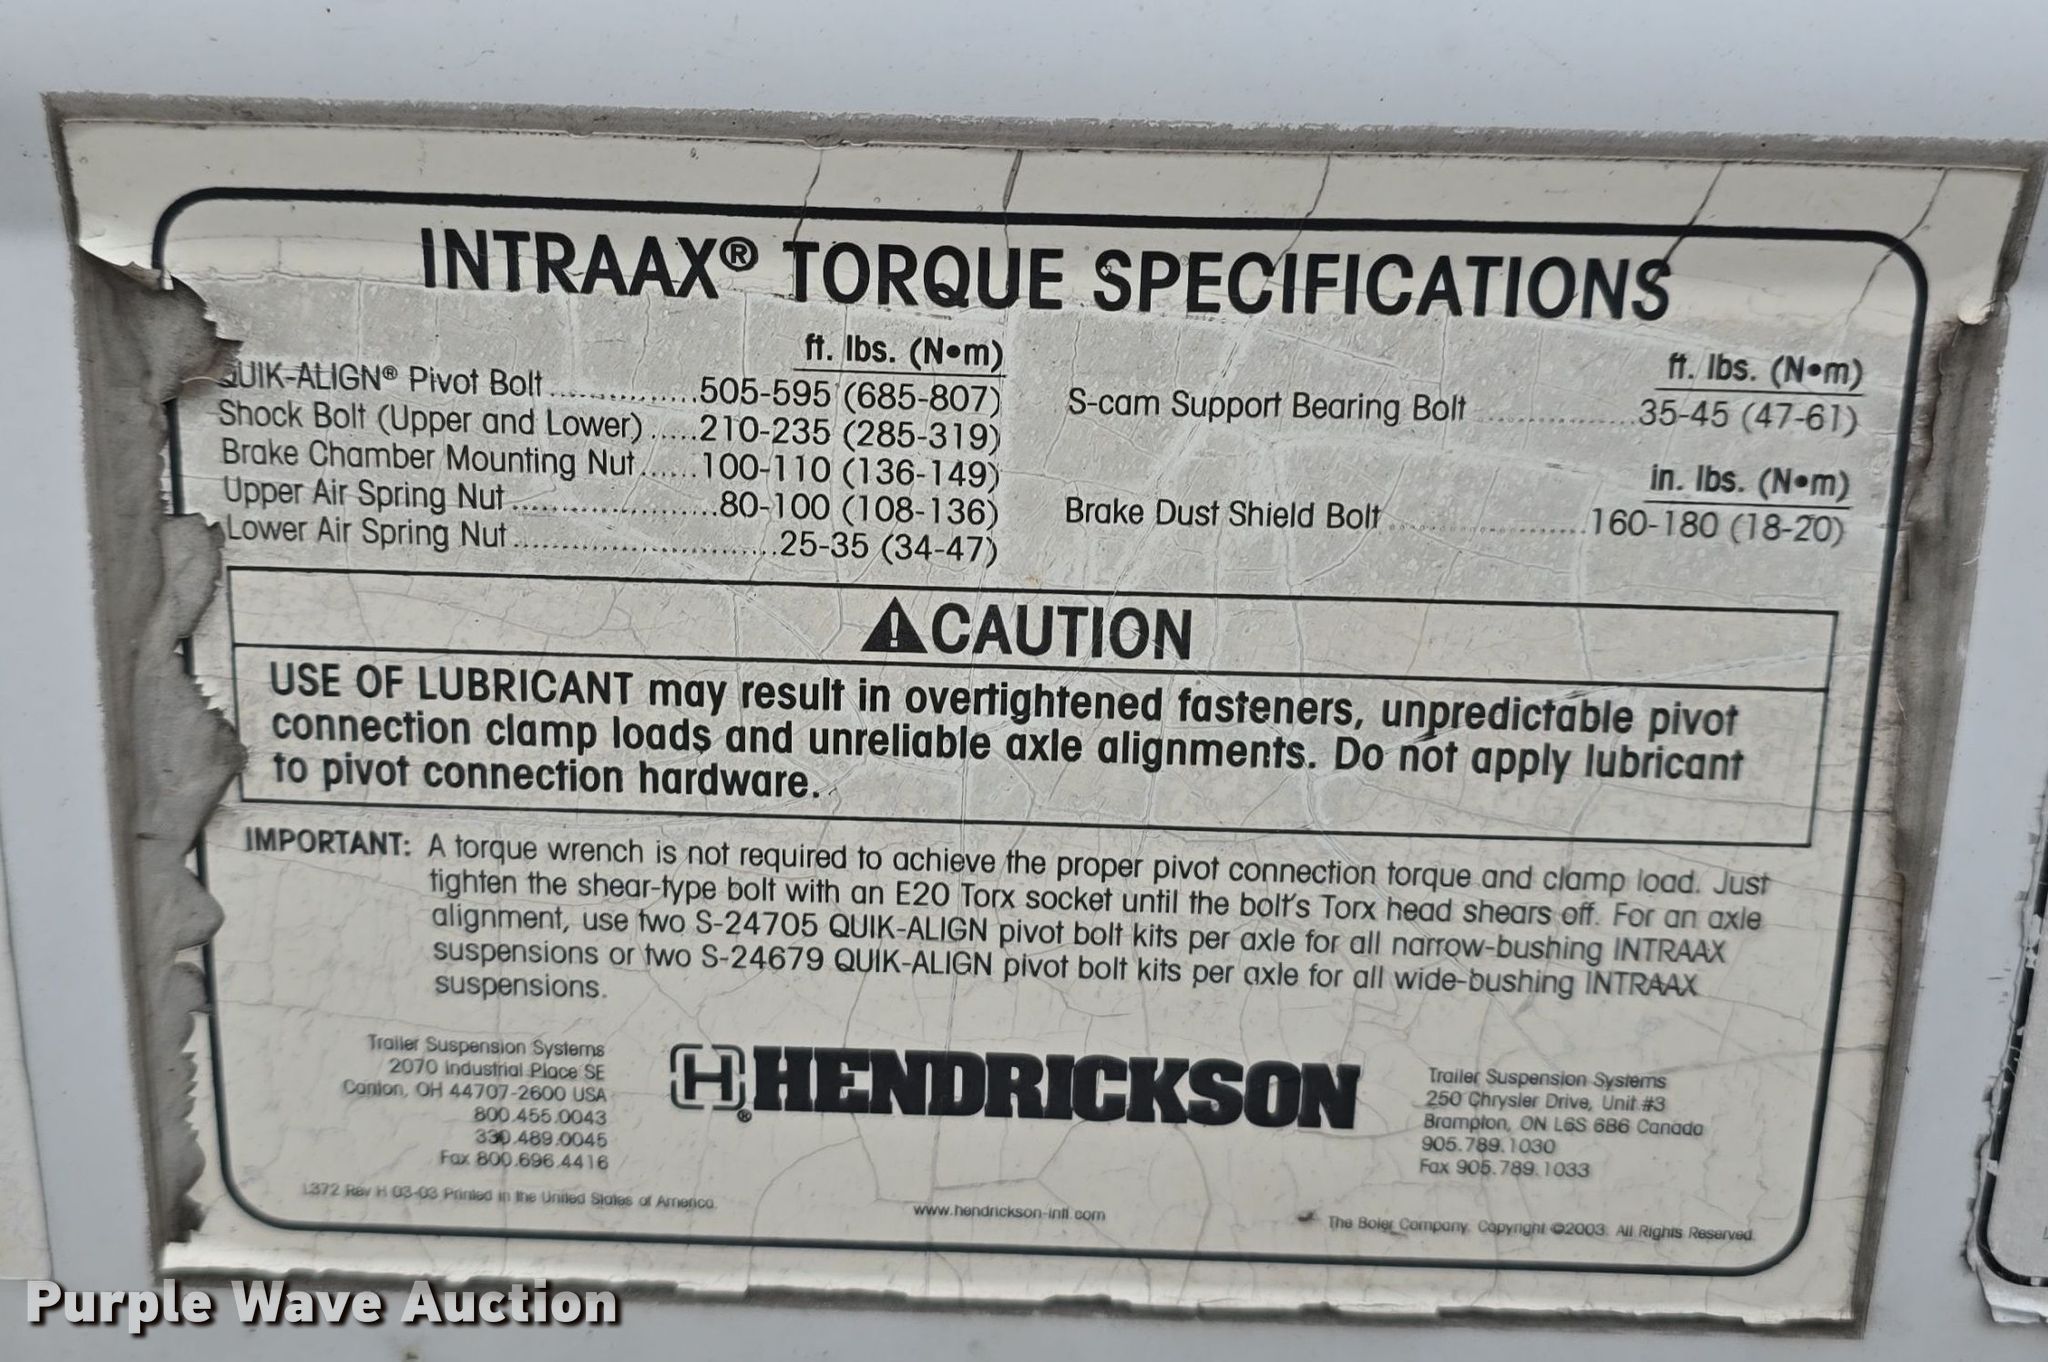 INTRAAX® TORQUE SPECIFICATIONS
ft. lbs. (N•m)
QUIK-ALIGN® Pivot Bolt..............505-595 (685-807)
Shock Bolt (Upper and Lower).....210-235 (285-319)
Brake Chamber Mounting Nut......100-110 (136-149)
Upper Air Spring Nut.....................80-100 (108-136)
Lower Air Spring Nut...........................25-35 (34-47)
ft. lbs. (N•m)
S-cam Support Bearing Bolt................35-45 (47-61)
in. lbs. (N•m)
Brake Dust Shield Bolt....................160-180 (18-20)
⚠CAUTION
USE OF LUBRICANT may result in overtightened fasteners, unpredictable pivot
connection clamp loads and unreliable axle alignments. Do not apply lubricant
to pivot connection hardware.
IMPORTANT: A torque wrench is not required to achieve the proper pivot connection torque and clamp load. Just
tighten the shear-type bolt with an E20 Torx socket until the bolt's Torx head shears off. For an axle
alignment, use two S-24705 QUIK-ALIGN pivot bolt kits per axle for all narrow-bushing INTRAAX
suspensions or two S-24679 QUIK-ALIGN pivot bolt kits per axle for all wide-bushing INTRAAX
suspensions.
Trailer Suspension Systems
2070 Industrial Place SE
Canton, OH 44707-2600 USA
800.455.0043
330.489.0045
Fax 800.696.4416
H® HENDRICKSON
Trailer Suspension Systems
250 Chrysler Drive, Unit #3
Brampton, ON L6S 6B6 Canada
905.789.1030
Fax 905.789.1033
L372 Rev H 03-03 Printed in the United States of America
www.hendrickson-intl.com
The Boler Company. Copyright ©2003. All Rights Reserved.
Purple Wave Auction